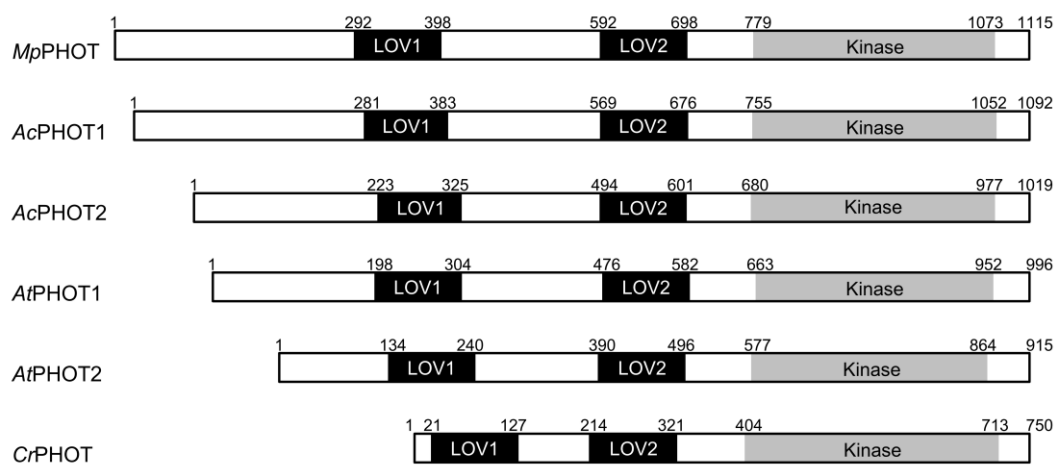 1 292 398 592 698 779 1073 1115
MpPHOT LOV1 LOV2 Kinase
1 281 383 569 676 755 1052 1092
AcPHOT1 LOV1 LOV2 Kinase
1 223 325 494 601 680 977 1019
AcPHOT2 LOV1 LOV2 Kinase
1 198 304 476 582 663 952 996
AtPHOT1 LOV1 LOV2 Kinase
1 134 240 390 496 577 864 915
AtPHOT2 LOV1 LOV2 Kinase
1 21 127 214 321 404 713 750
CrPHOT LOV1 LOV2 Kinase